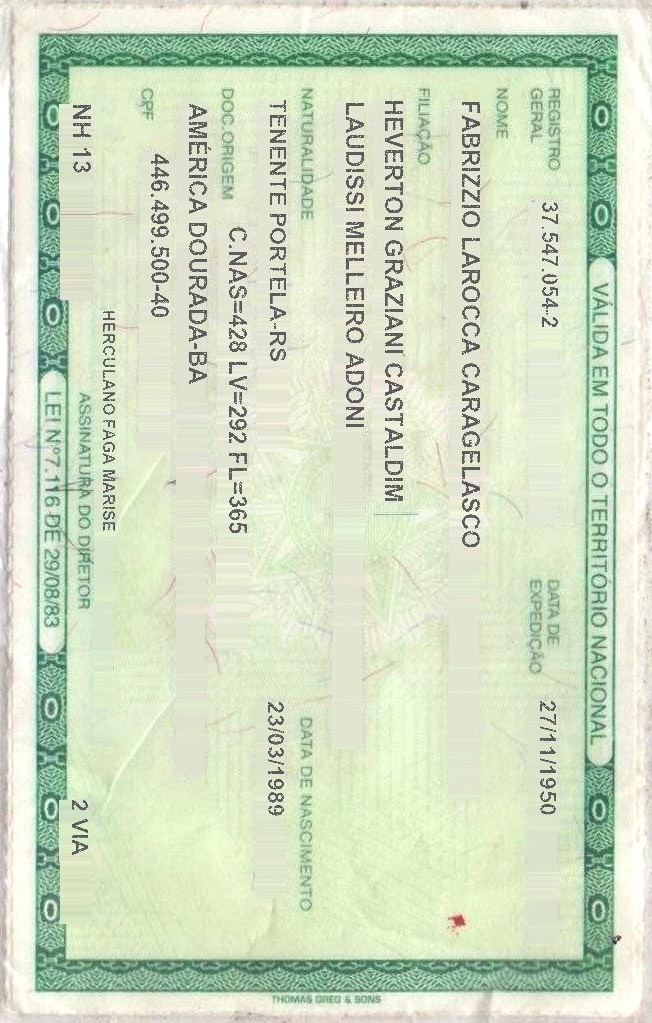 VÁLIDA EM TODO O TERRITÓRIO NACIONAL
REGISTRO GERAL 37.547.054-2 DATA DE EXPEDIÇÃO 27/11/1950
NOME
FABRIZZIO LAROCCA CARAGELASCO
FILIAÇÃO
HEVERTON GRAZIANI CASTALDIM
LAUDISSI MELLEIRO ADONI
NATURALIDADE DATA DE NASCIMENTO
TENENTE PORTELA-RS 23/03/1989
DOC.ORIGEM C.NAS=428 LV=292 FL=365
AMÉRICA DOURADA-BA
CPF 446.499.500-40
HERCULANO FAGA MARISE
NH 13 ASSINATURA DO DIRETOR 2 VIA
LEI Nº7.116 DE 29/08/83
THOMAS GREG & SONS